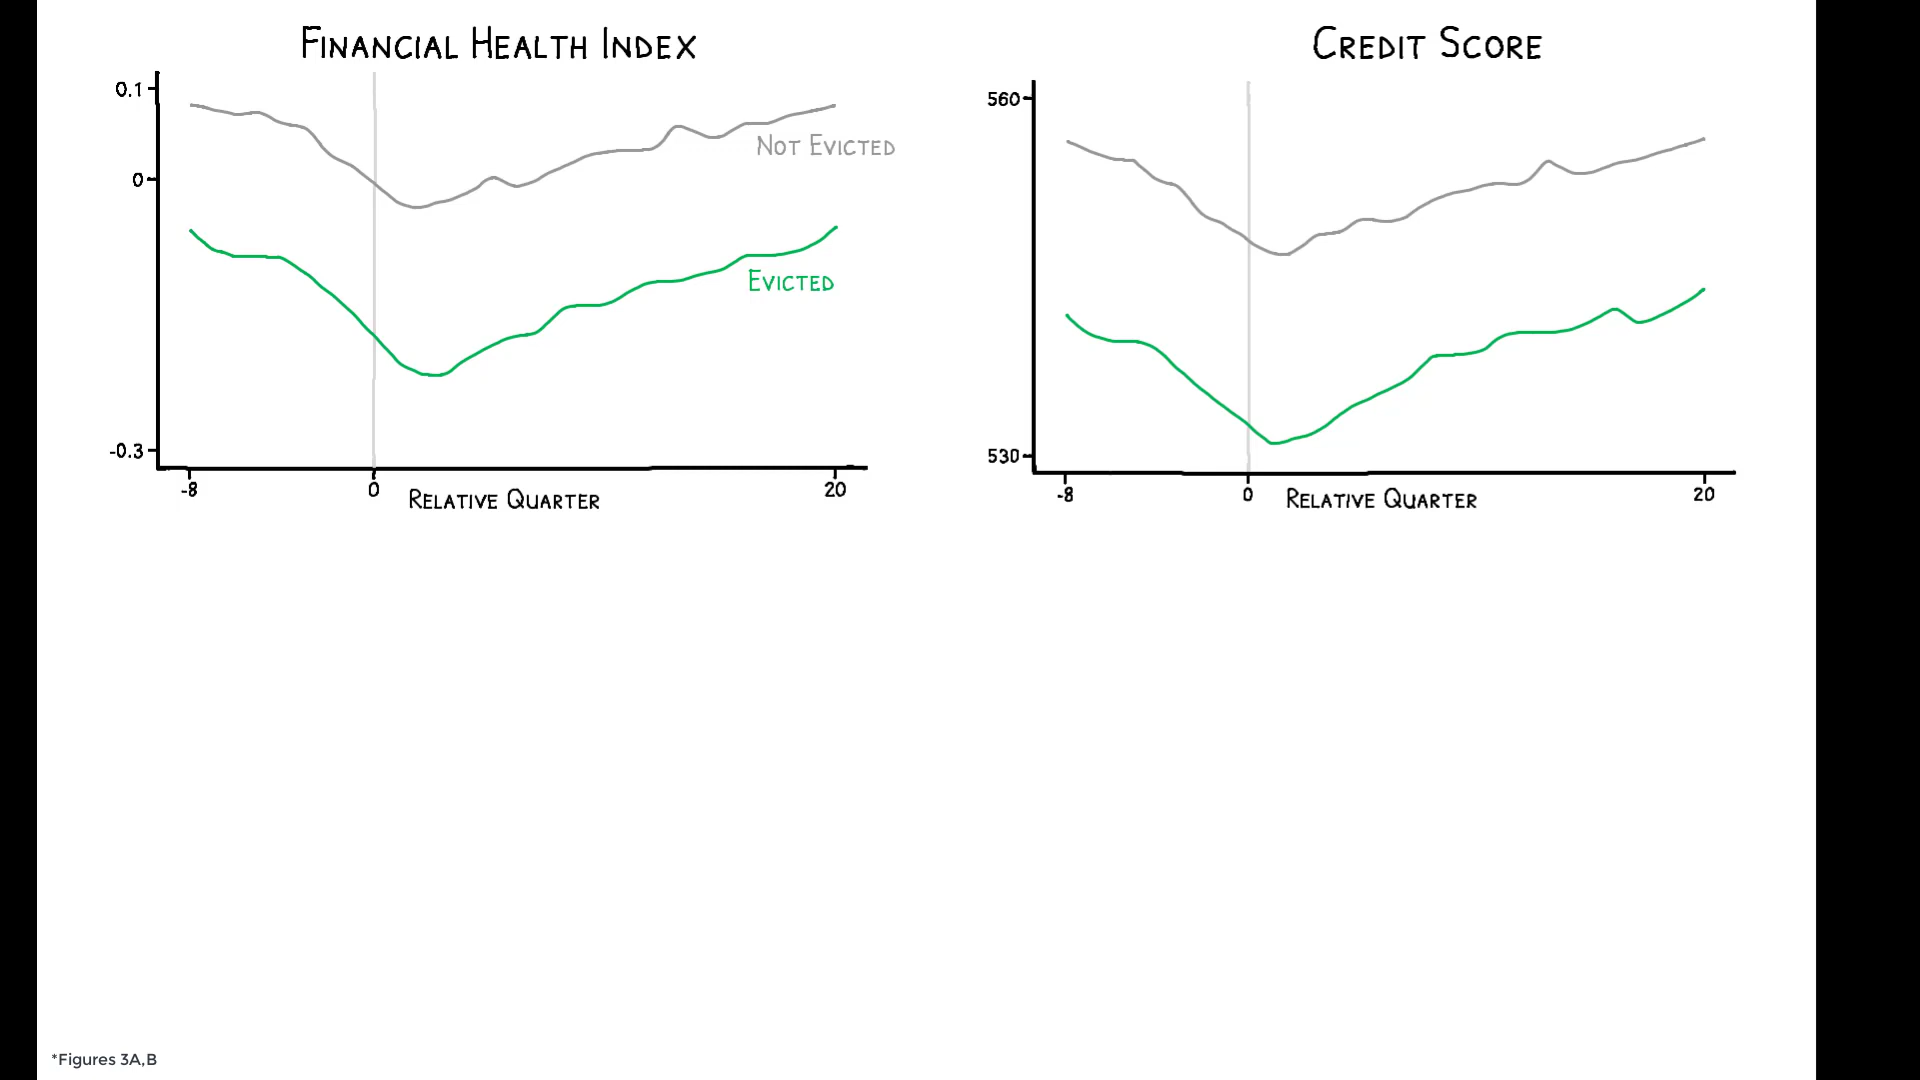 Financial Health Index
0.1
Not Evicted
0
Evicted
-0.3
-8
0
20
Relative Quarter
Credit Score
560
530
-8
0
20
Relative Quarter
*Figures 3A,B